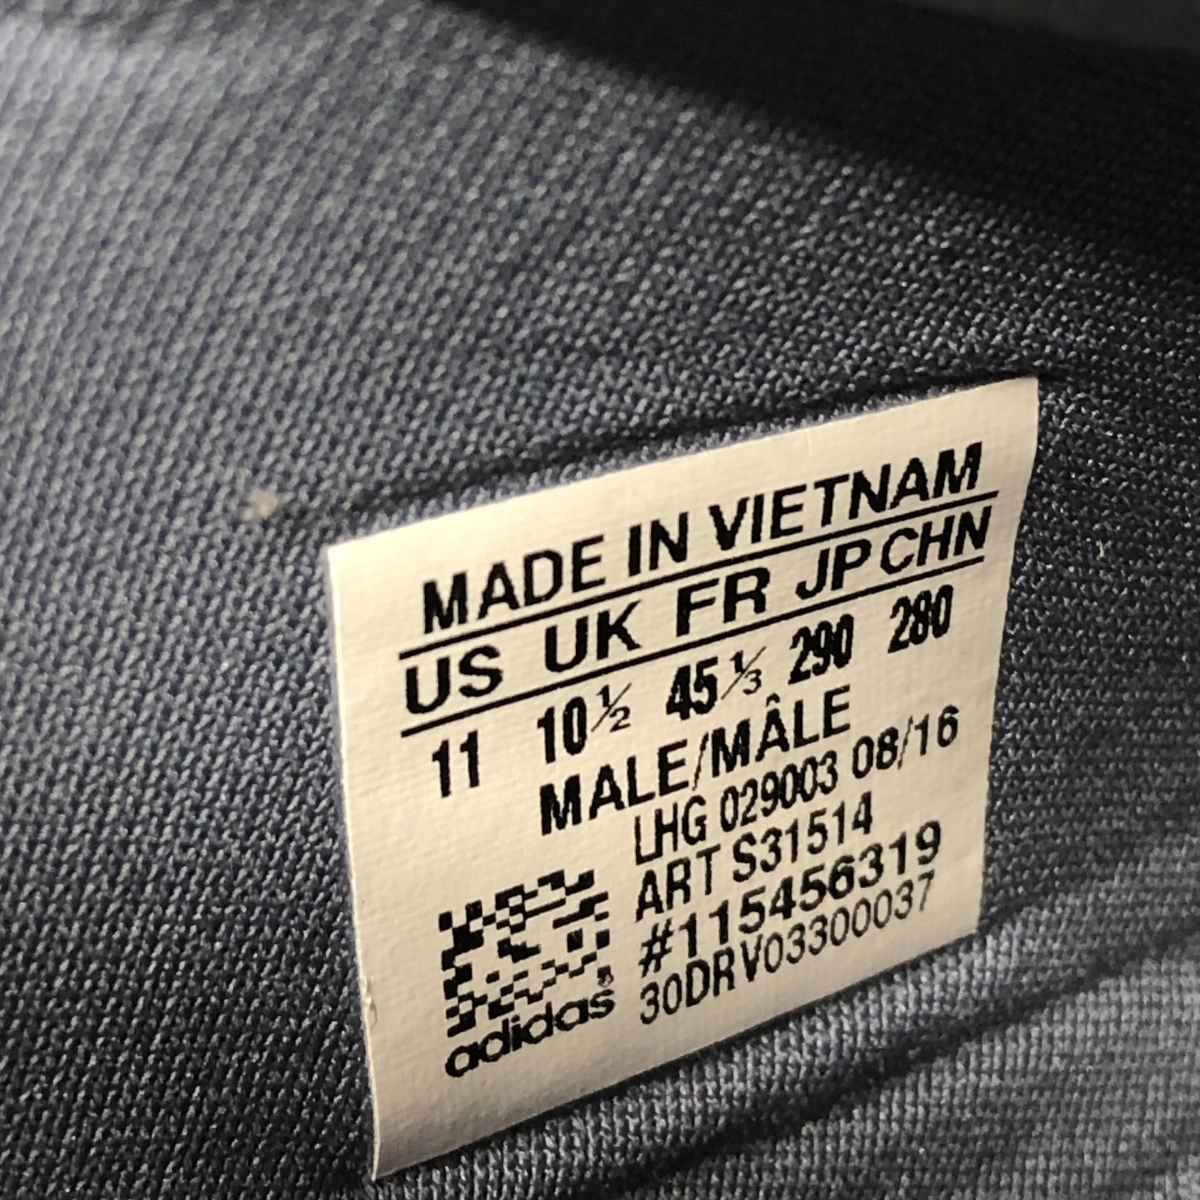 MADE IN VIETNAM
US UK FR JP CHN
11 10½ 45⅓ 290 280
MALE/MÂLE
LHG 029003 08/16
ART S31514
#115456319
30DRV03300037
adidas®